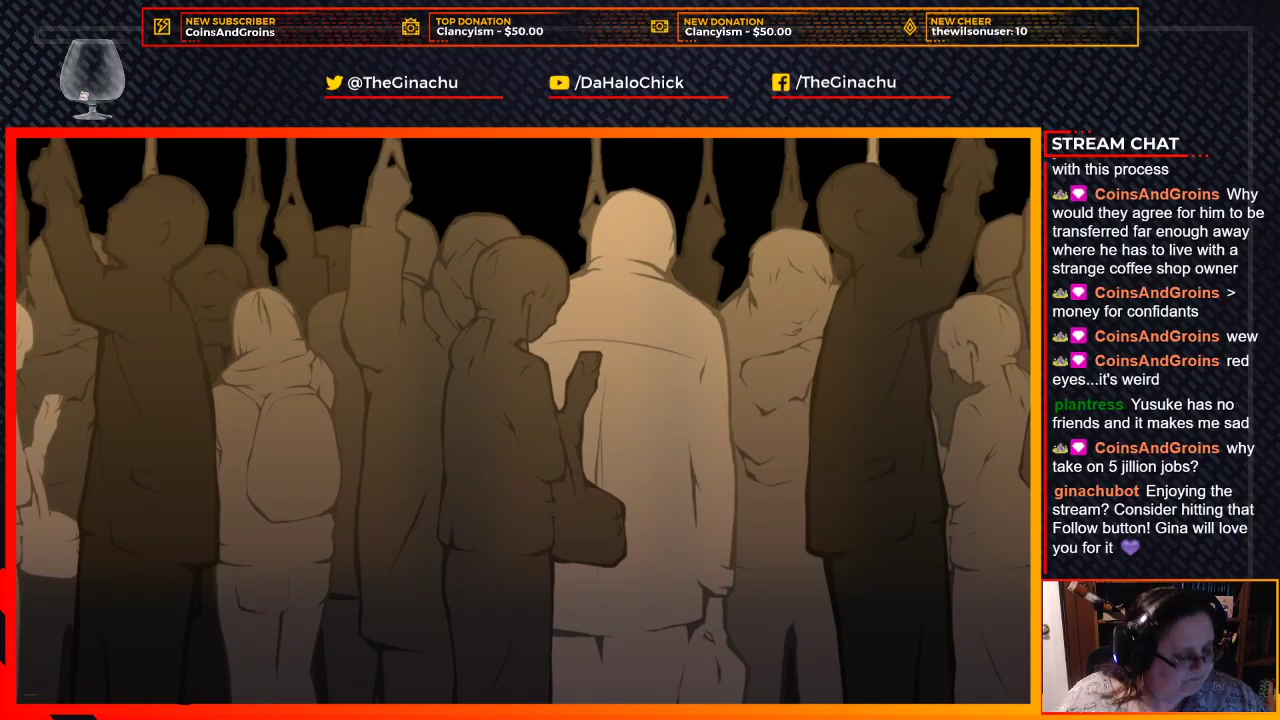 NEW SUBSCRIBER
CoinsAndGroins
TOP DONATION
Clancyism ~ $50.00
NEW DONATION
Clancyism ~ $50.00
NEW CHEER
thewilsonuser: 10
@TheGinachu
/DaHaloChick
/TheGinachu
STREAM CHAT
with this process
CoinsAndGroins Why
would they agree for him to be
transferred far enough away
where he has to live with a
strange coffee shop owner
CoinsAndGroins >
money for confidants
CoinsAndGroins wew
CoinsAndGroins red
eyes...it's weird
plantress Yusuke has no
friends and it makes me sad
CoinsAndGroins why
take on 5 jillion jobs?
ginachubot Enjoying the
stream? Consider hitting that
Follow button! Gina will love
you for it